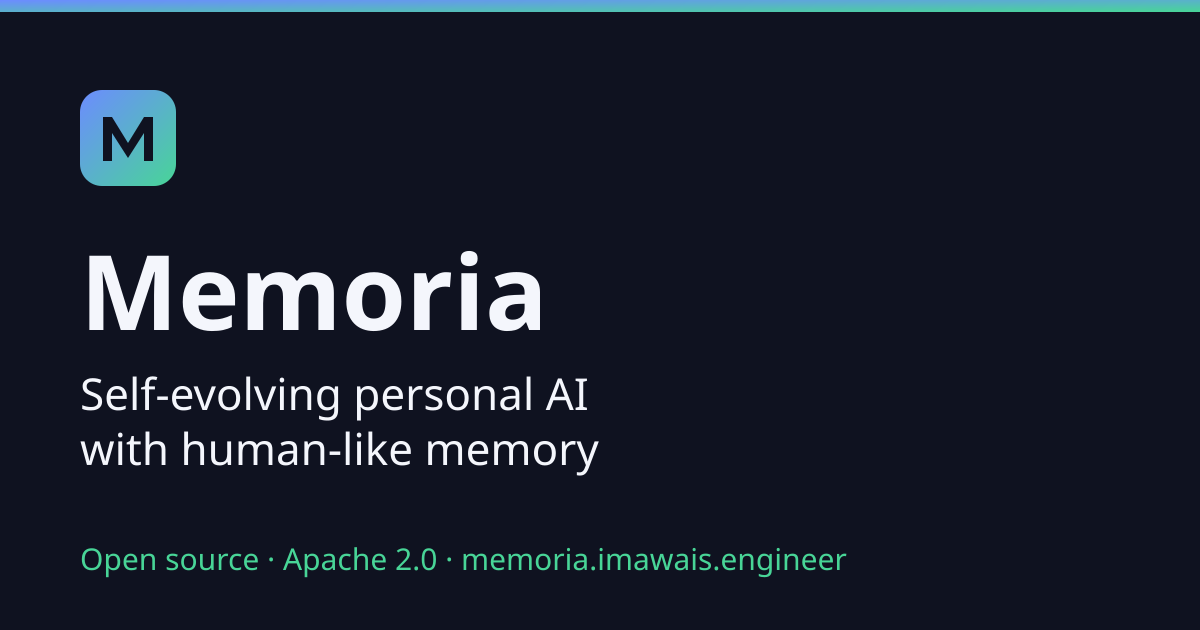 M
Memoria
Self-evolving personal AI
with human-like memory
Open source · Apache 2.0 · memoria.imawais.engineer